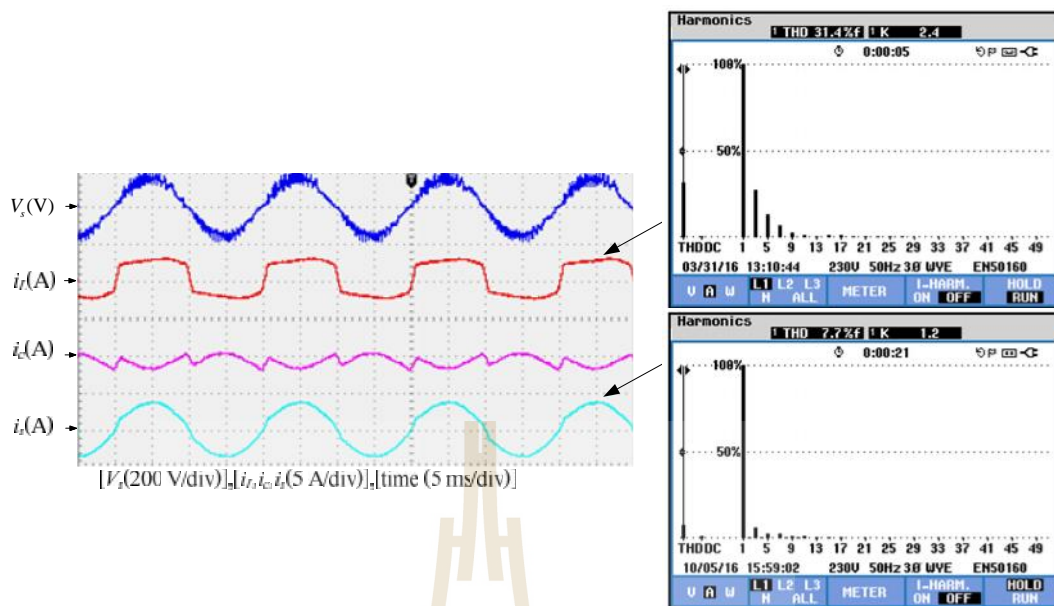 Vs(V)
iL(A)
ic(A)
is(A)
[Vs(200 V/div)],[iL,ic,is(5 A/div)],[time (5 ms/div)]
Harmonics
1 THD 31.4%f 1 K 2.4
0:00:05
100%
50%
THDDC 1 5 9 13 17 21 25 29 33 37 41 45 49
03/31/16 13:10:44 230V 50Hz 3Ø WYE EN50160
V A W L1 L2 L3 N ALL METER I-HARM. ON OFF HOLD RUN
Harmonics
1 THD 7.7%f 1 K 1.2
0:00:21
100%
50%
THDDC 1 5 9 13 17 21 25 29 33 37 41 45 49
10/05/16 15:59:02 230V 50Hz 3Ø WYE EN50160
V A W L1 L2 L3 N ALL METER I-HARM. ON OFF HOLD RUN